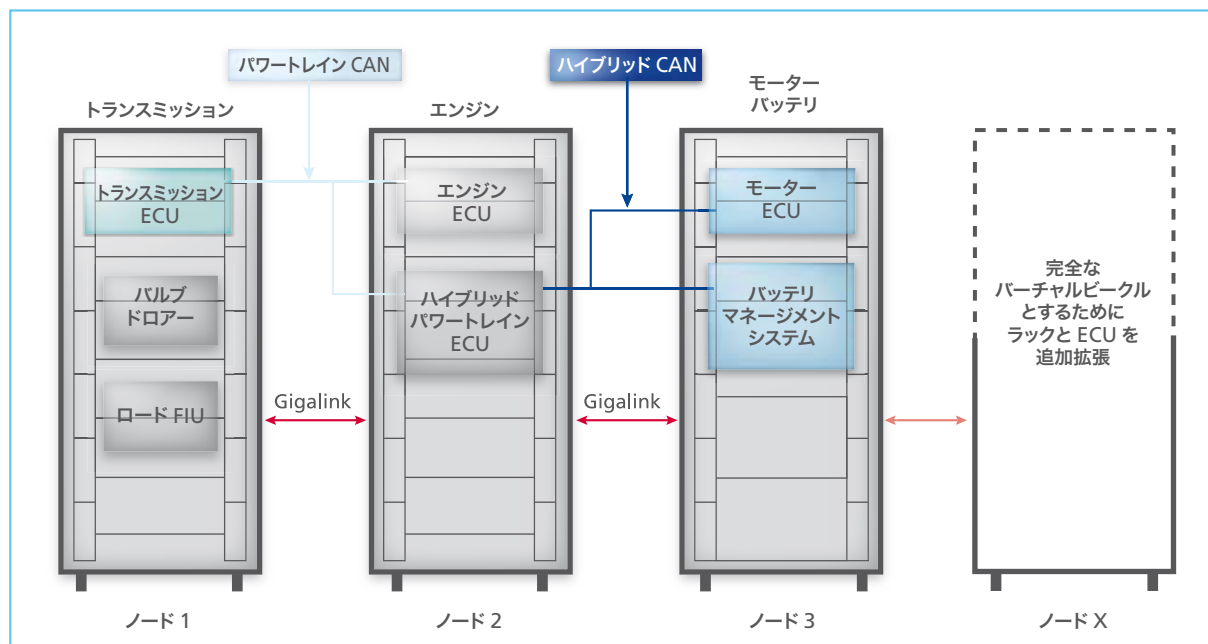 パワートレイン CAN
ハイブリッド CAN
トランスミッション
エンジン
モーター
バッテリ
トランスミッション
ECU
バルブ
ドロアー
ロード FIU
エンジン
ECU
ハイブリッド
パワートレイン
ECU
モーター
ECU
バッテリ
マネージメント
システム
完全な
バーチャルビークル
とするために
ラックと ECU を
追加拡張
Gigalink
Gigalink
ノード 1
ノード 2
ノード 3
ノード X